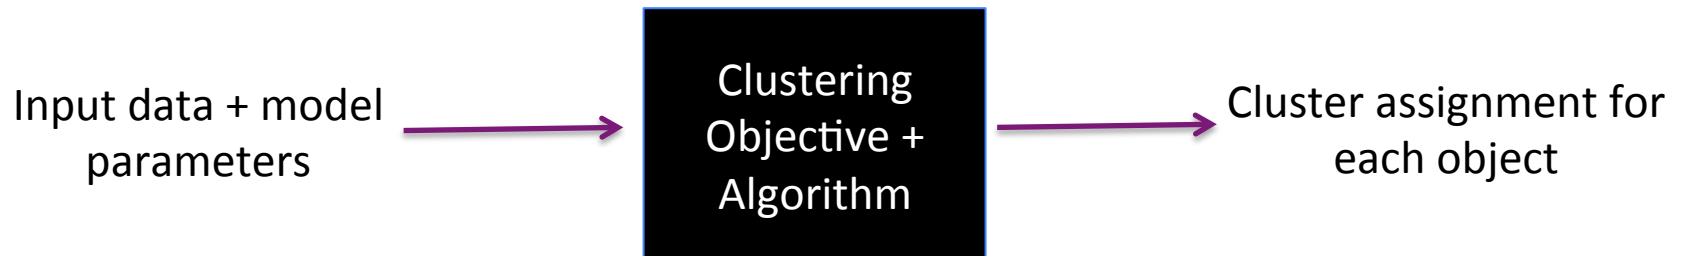 Input data + model
parameters
Clustering
Objective +
Algorithm
Cluster assignment for
each object